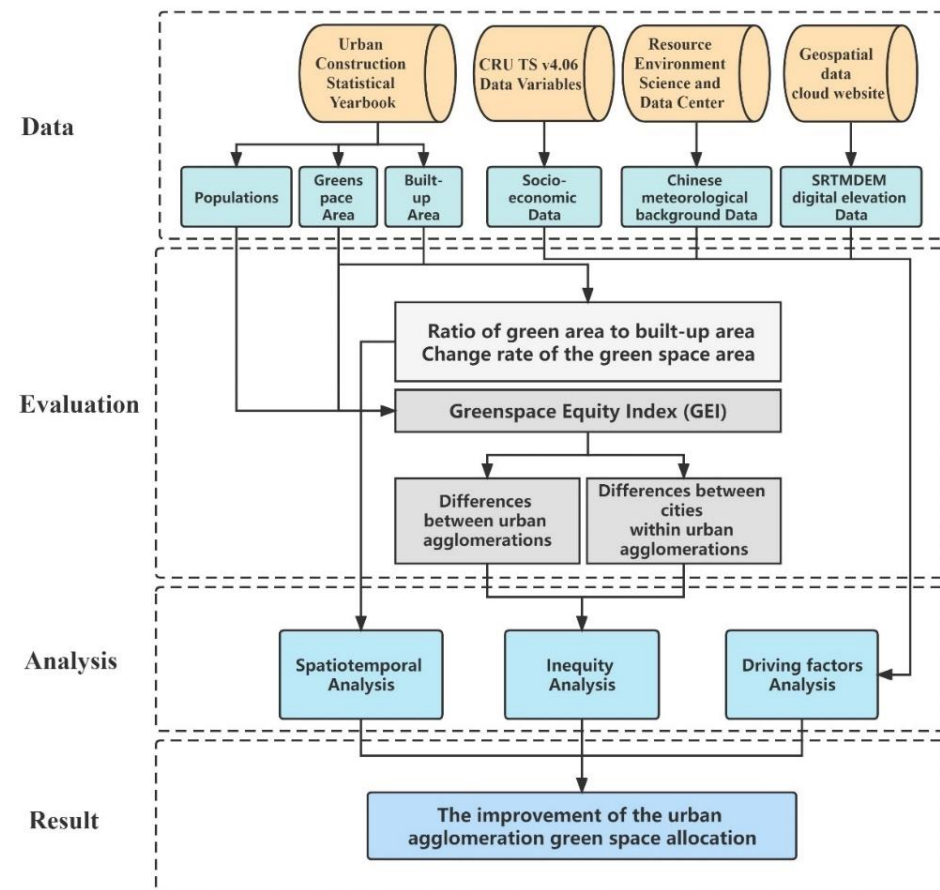 Data
Urban
Construction
Statistical
Yearbook
CRU TS v4.06
Data Variables
Resource
Environment
Science and
Data Center
Geospatial
data
cloud website
Populations
Greens
pace
Area
Built-
up
Area
Socio-
economic
Data
Chinese
meteorological
background Data
SRTMDEM
digital elevation
Data
Evaluation
Ratio of green area to built-up area
Change rate of the green space area
Greenspace Equity Index (GEI)
Differences
between urban
agglomerations
Differences between
cities
within urban
agglomerations
Analysis
Spatiotemporal
Analysis
Inequity
Analysis
Driving factors
Analysis
Result
The improvement of the urban
agglomeration green space allocation